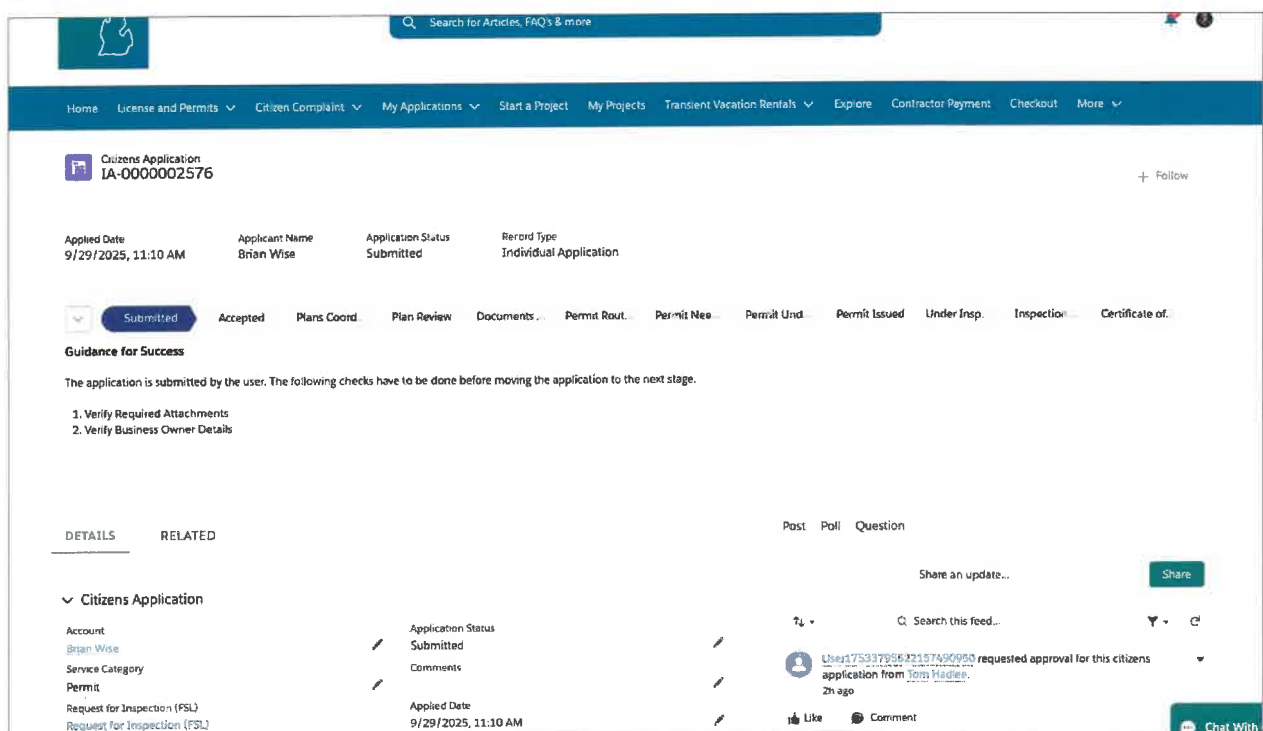 Search for Articles, FAQ's & more
Home License and Permits Citizen Complaint My Applications Start a Project My Projects Transient Vacation Rentals Explore Contractor Payment Checkout More
Citizens Application
IA-0000002576
+ Follow
Applied Date Applicant Name Application Status Record Type
9/29/2025, 11:10 AM Brian Wise Submitted Individual Application
Submitted Accepted Plans Coord... Plan Review Documents ... Permit Rout... Permit Nee... Permit Und... Permit Issued Under Insp... Inspection... Certificate of...
Guidance for Success
The application is submitted by the user. The following checks have to be done before moving the application to the next stage.
1. Verify Required Attachments
2. Verify Business Owner Details
DETAILS RELATED
Citizens Application
Account
Brian Wise
Service Category
Permit
Request for Inspection (FSL)
Request for Inspection (FSL)
Application Status
Submitted
Comments
Applied Date
9/29/2025, 11:10 AM
Post Poll Question
Share an update...
Share
Search this feed...
requested approval for this citizens
application from Tom Hadlee.
2h ago
Like Comment
Chat With